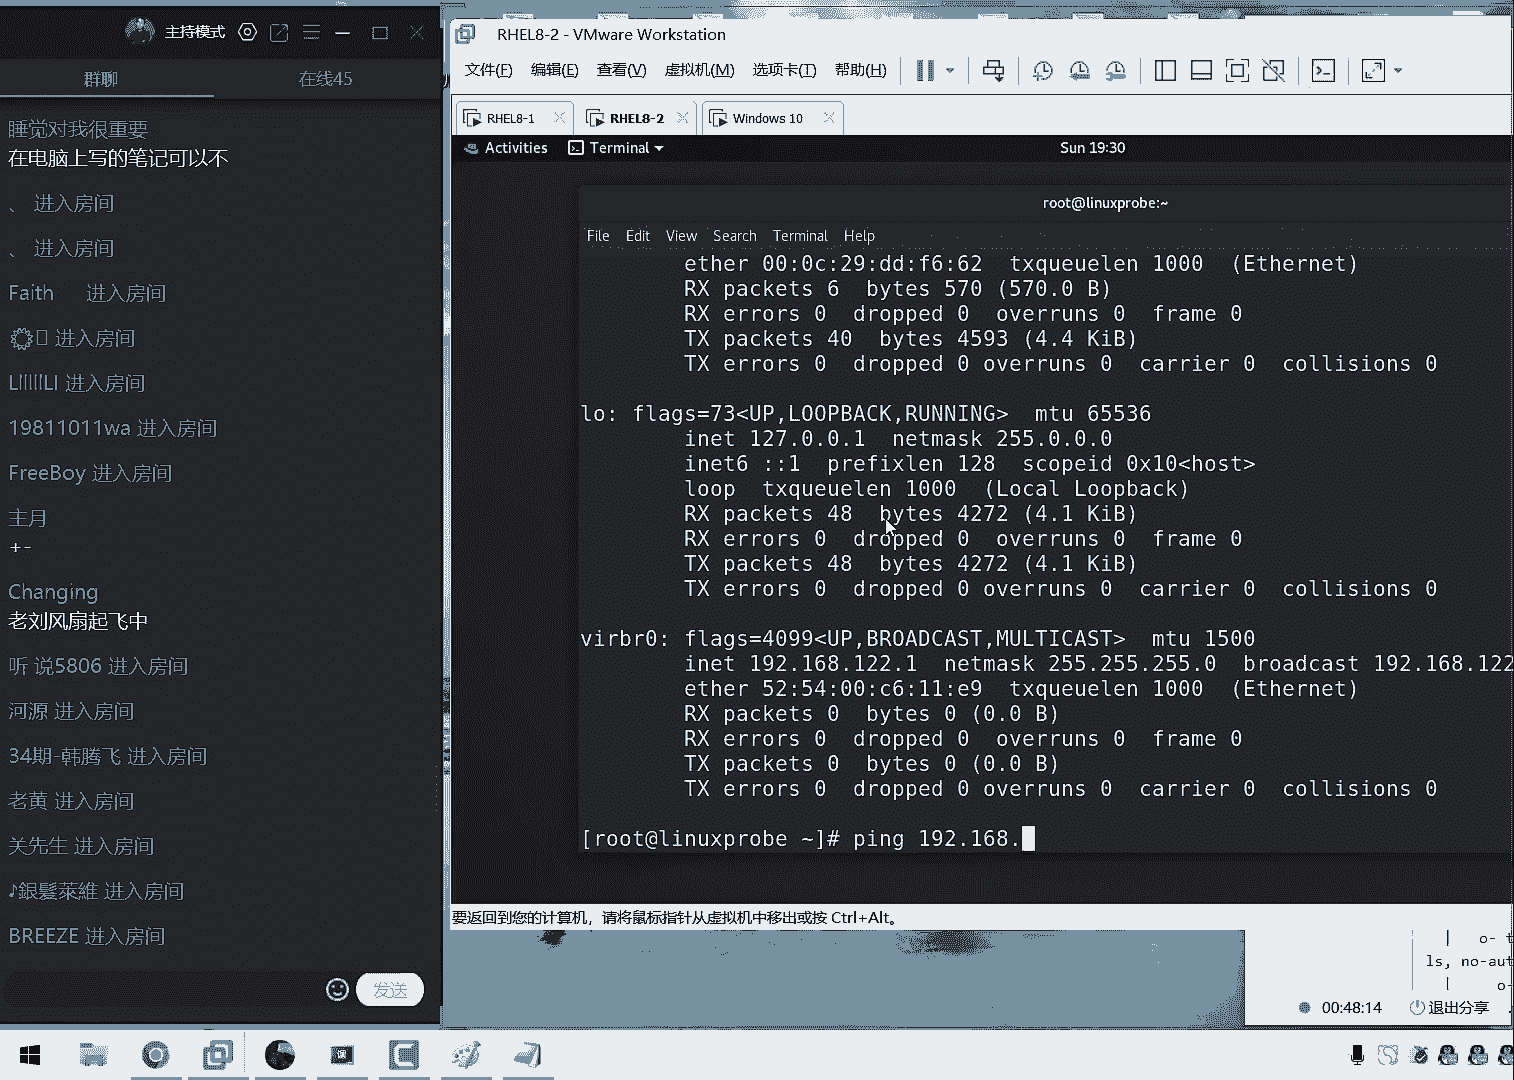 主持模式
群聊
在线45
睡觉对我很重要
在电脑上写的笔记可以不
、 进入房间
、 进入房间
Faith 进入房间
进入房间
LIIIIILI 进入房间
19811011wa 进入房间
FreeBoy 进入房间
主月
+-
Changing
老刘风扇起飞中
听 说5806 进入房间
河源 进入房间
34期-韩腾飞 进入房间
老黄 进入房间
关先生 进入房间
♪銀髮萊維 进入房间
BREEZE 进入房间
发送
RHEL8-2 - VMware Workstation
文件(F) 编辑(E) 查看(V) 虚拟机(M) 选项卡(T) 帮助(H)
RHEL8-1 RHEL8-2 Windows 10
Activities Terminal Sun 19:30
root@linuxprobe:~
File Edit View Search Terminal Help
ether 00:0c:29:dd:f6:62 txqueuelen 1000 (Ethernet)
RX packets 6 bytes 570 (570.0 B)
RX errors 0 dropped 0 overruns 0 frame 0
TX packets 40 bytes 4593 (4.4 KiB)
TX errors 0 dropped 0 overruns 0 carrier 0 collisions 0
lo: flags=73<UP,LOOPBACK,RUNNING> mtu 65536
inet 127.0.0.1 netmask 255.0.0.0
inet6 ::1 prefixlen 128 scopeid 0x10<host>
loop txqueuelen 1000 (Local Loopback)
RX packets 48 bytes 4272 (4.1 KiB)
RX errors 0 dropped 0 overruns 0 frame 0
TX packets 48 bytes 4272 (4.1 KiB)
TX errors 0 dropped 0 overruns 0 carrier 0 collisions 0
virbr0: flags=4099<UP,BROADCAST,MULTICAST> mtu 1500
inet 192.168.122.1 netmask 255.255.255.0 broadcast 192.168.122
ether 52:54:00:c6:11:e9 txqueuelen 1000 (Ethernet)
RX packets 0 bytes 0 (0.0 B)
RX errors 0 dropped 0 overruns 0 frame 0
TX packets 0 bytes 0 (0.0 B)
TX errors 0 dropped 0 overruns 0 carrier 0 collisions 0
[root@linuxprobe ~]# ping 192.168.
要返回到您的计算机，请将鼠标指针从虚拟机中移出或按 Ctrl+Alt。
| o- t
ls, no-aut
| o-
00:48:14 退出分享
课